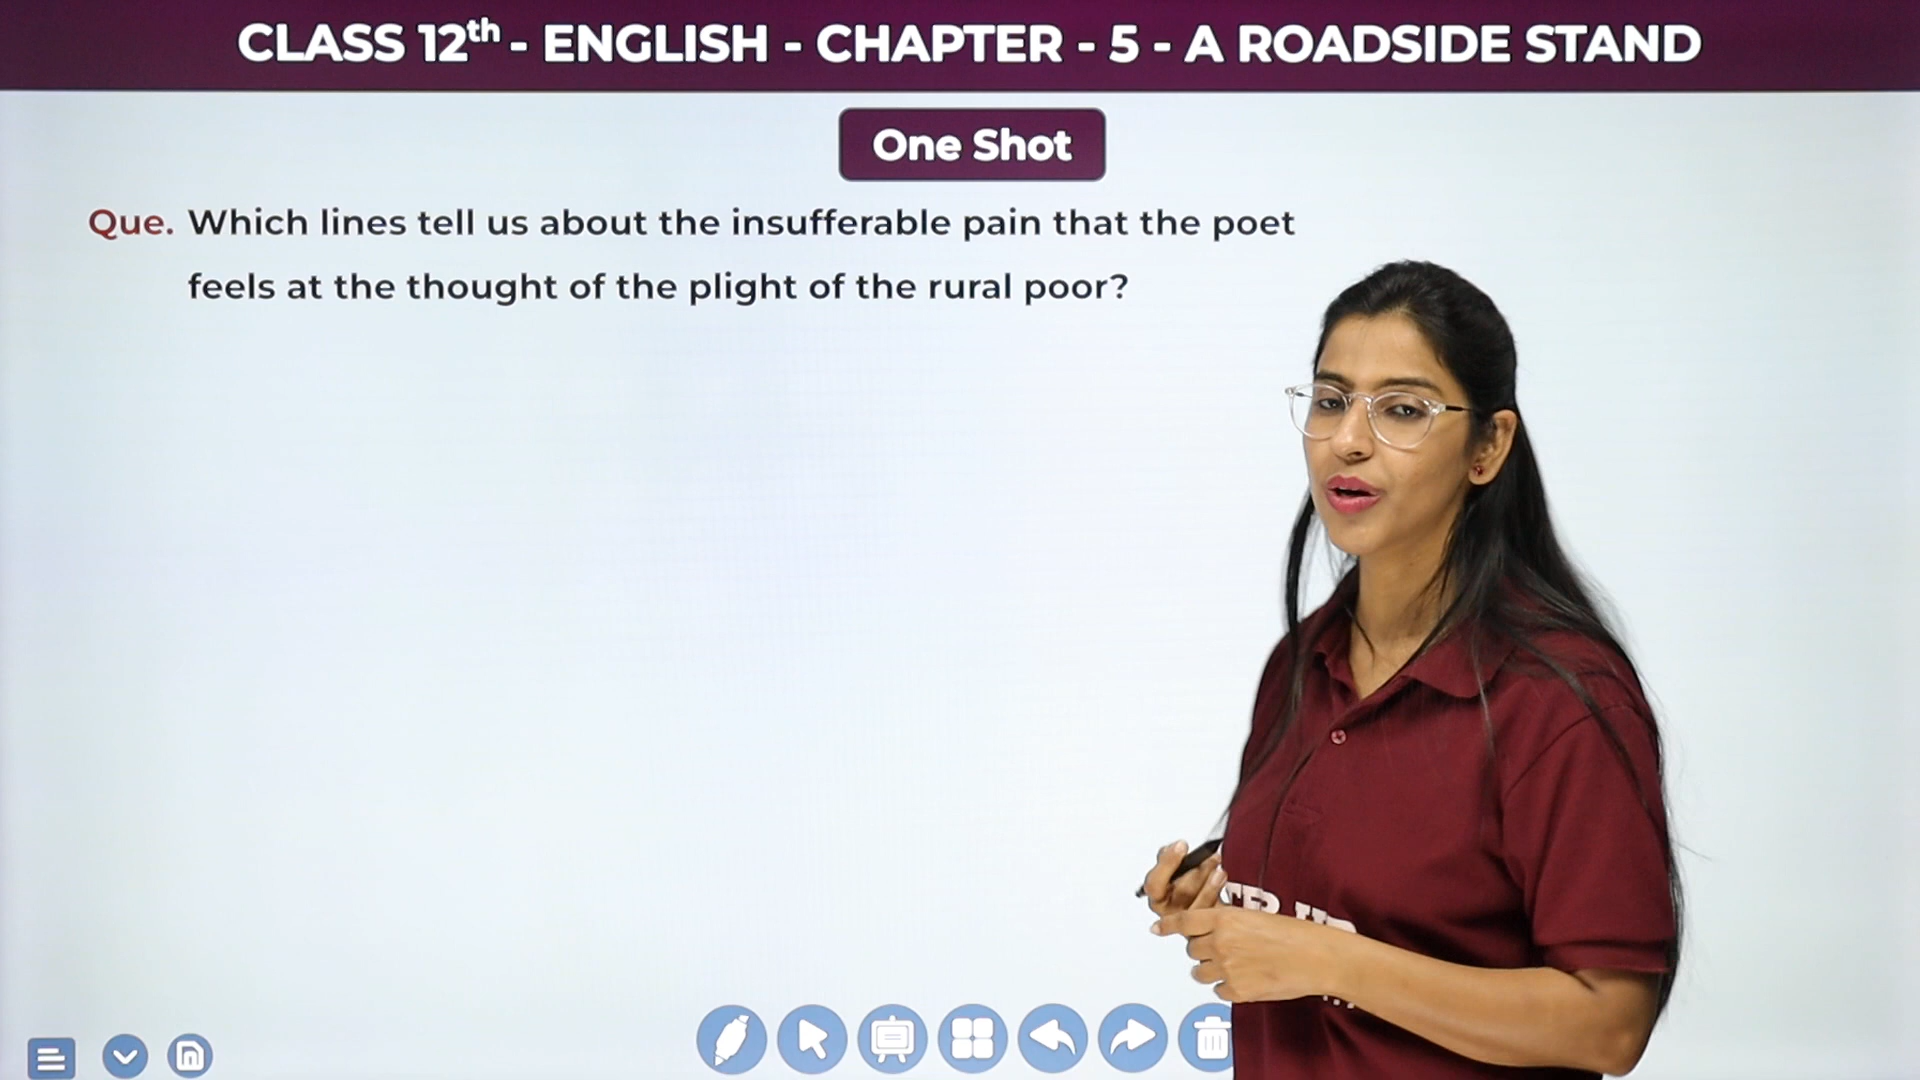 CLASS 12th - ENGLISH - CHAPTER - 5 - A ROADSIDE STAND
One Shot
Que. Which lines tell us about the insufferable pain that the poet
feels at the thought of the plight of the rural poor?